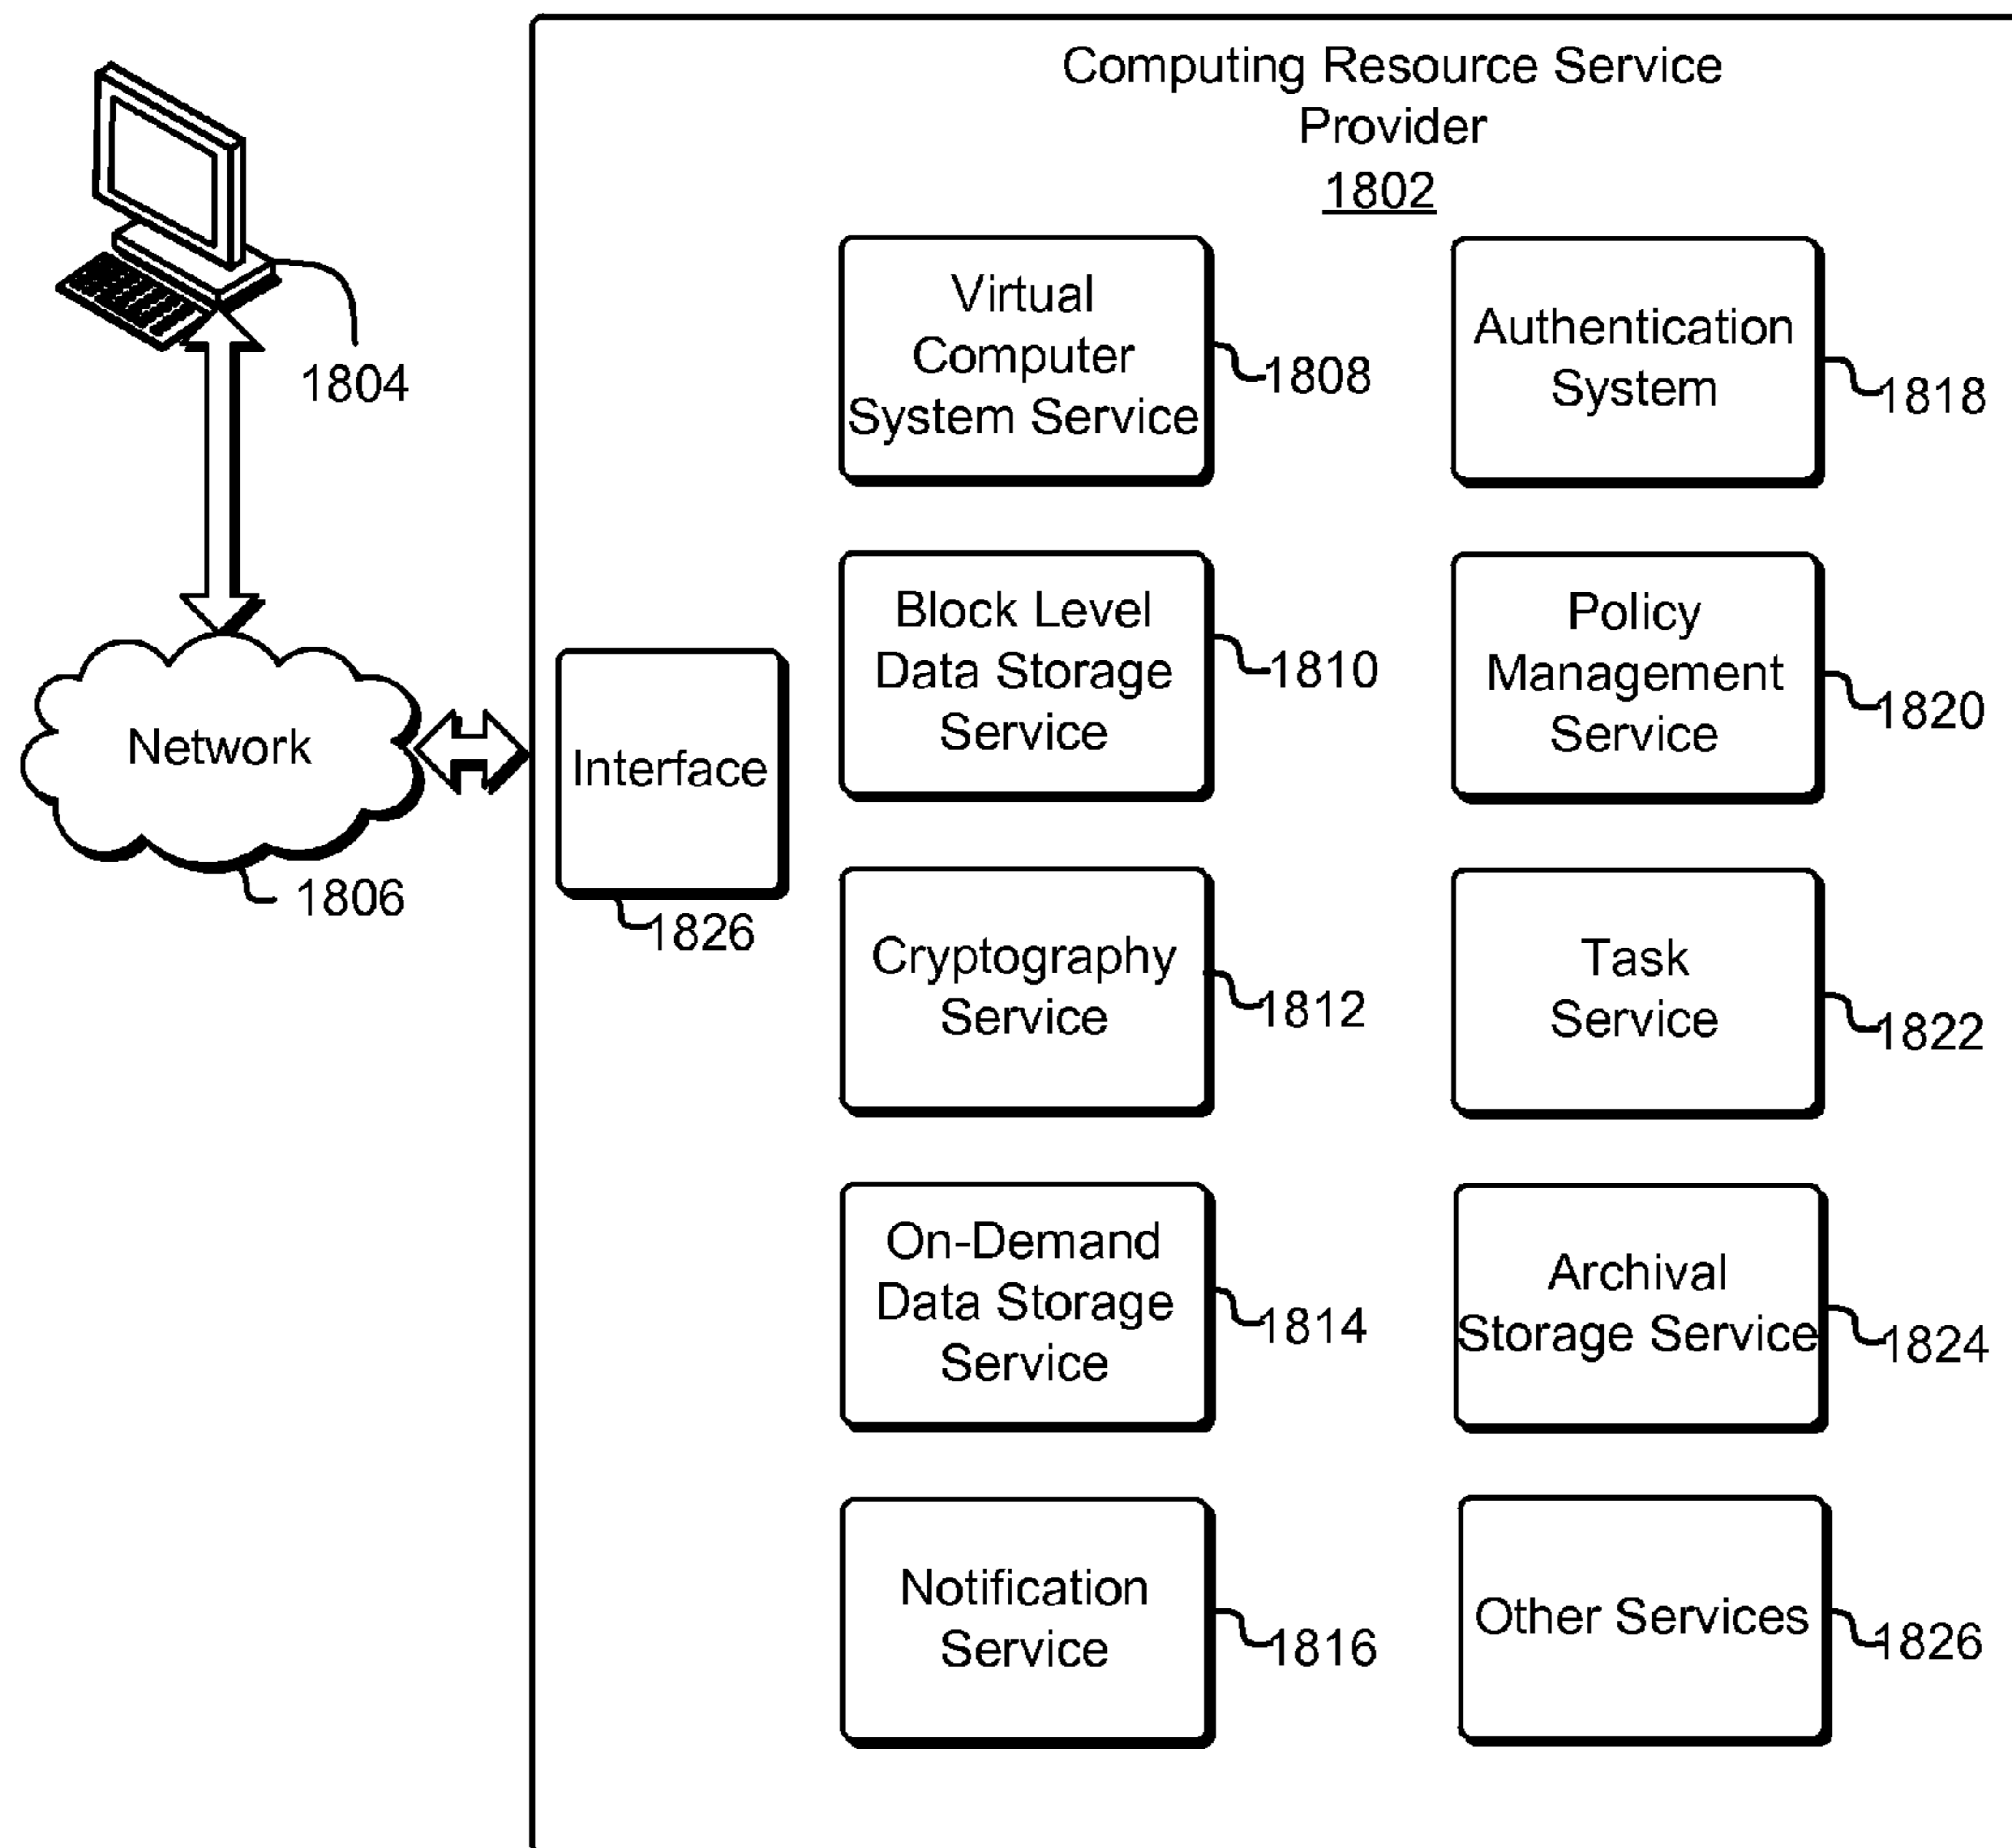 Computing Resource Service
Provider
1802
1804
Network
1806
Interface
1826
Virtual
Computer
System Service
1808
Authentication
System
1818
Block Level
Data Storage
Service
1810
Policy
Management
Service
1820
Cryptography
Service
1812
Task
Service
1822
On-Demand
Data Storage
Service
1814
Archival
Storage Service
1824
Notification
Service
1816
Other Services
1826